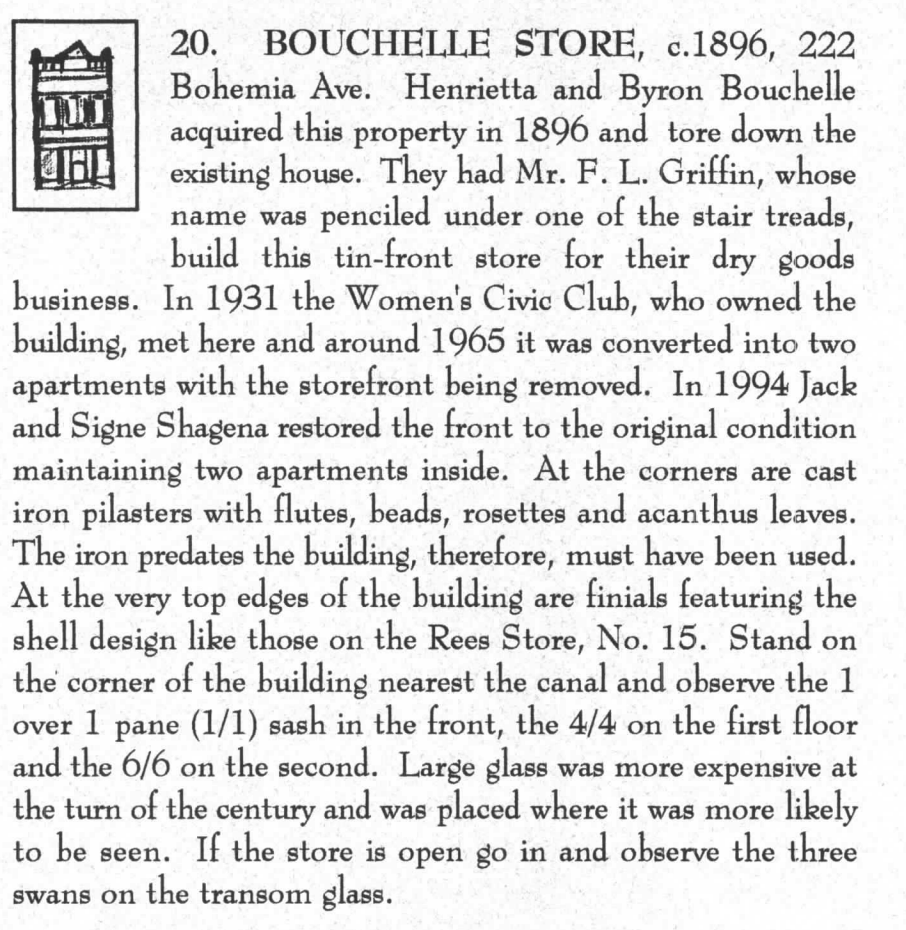 20. BOUCHELLE STORE, c.1896, 222
Bohemia Ave. Henrietta and Byron Bouchelle
acquired this property in 1896 and tore down the
existing house. They had Mr. F. L. Griffin, whose
name was penciled under one of the stair treads,
build this tin-front store for their dry goods
business. In 1931 the Women's Civic Club, who owned the
building, met here and around 1965 it was converted into two
apartments with the storefront being removed. In 1994 Jack
and Signe Shagena restored the front to the original condition
maintaining two apartments inside. At the corners are cast
iron pilasters with flutes, beads, rosettes and acanthus leaves.
The iron predates the building, therefore, must have been used.
At the very top edges of the building are finials featuring the
shell design like those on the Rees Store, No. 15. Stand on
the corner of the building nearest the canal and observe the 1
over 1 pane (1/1) sash in the front, the 4/4 on the first floor
and the 6/6 on the second. Large glass was more expensive at
the turn of the century and was placed where it was more likely
to be seen. If the store is open go in and observe the three
swans on the transom glass.